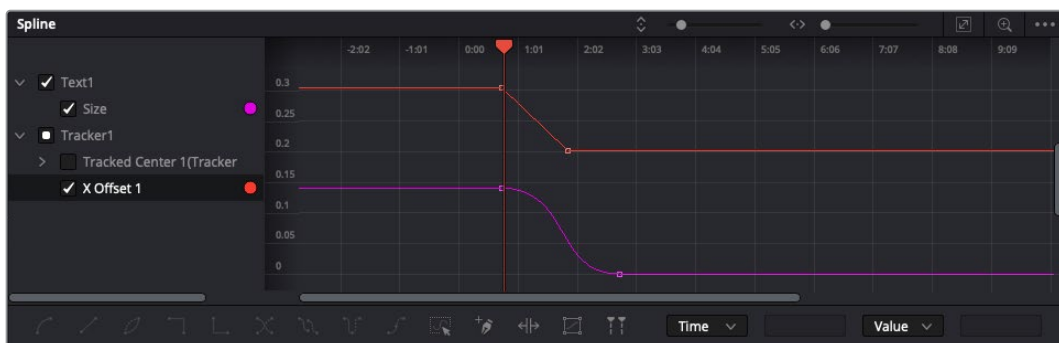 Spline
-2:02 -1:01 0:00 1:01 2:02 3:03 4:04 5:05 6:06 7:07 8:08 9:09
Text1
Size
Tracker1
Tracked Center 1(Tracker
X Offset 1
0.3
0.25
0.2
0.15
0.1
0.05
0
Time
Value